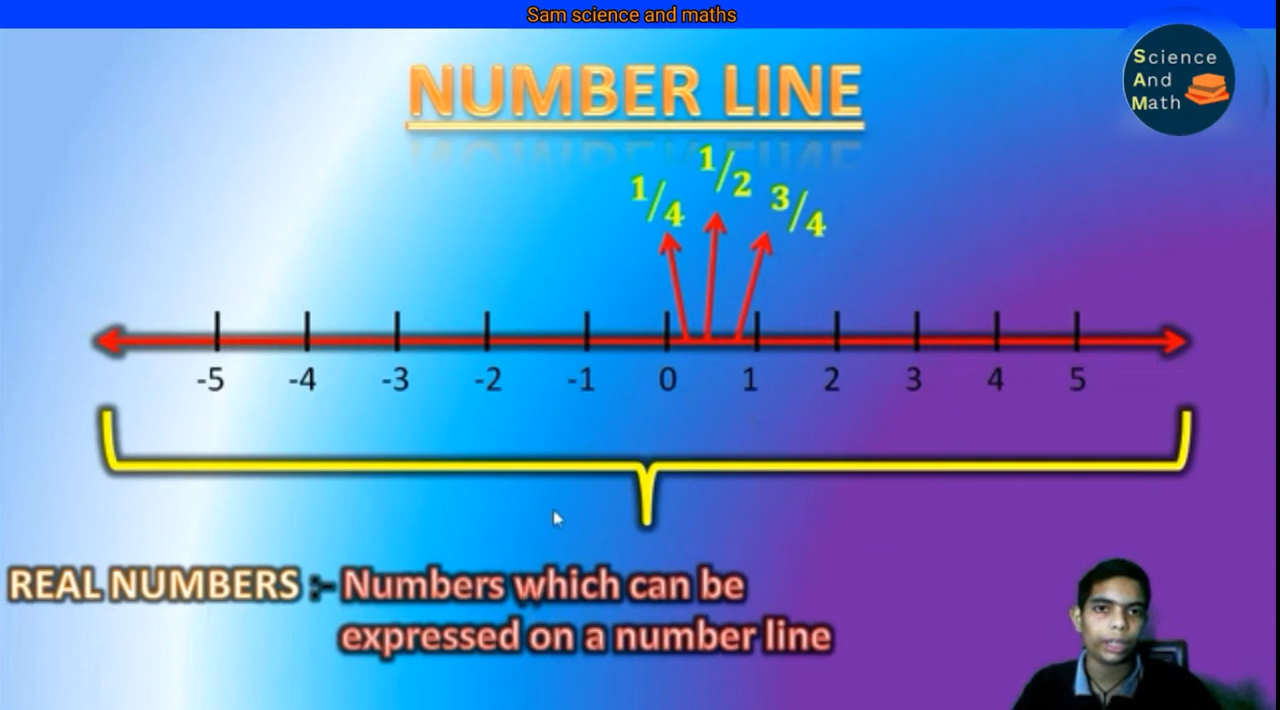 Sam science and maths
Science
And
Math
NUMBER LINE
1/4 1/2 3/4
-5 -4 -3 -2 -1 0 1 2 3 4 5
REAL NUMBERS :- Numbers which can be
expressed on a number line